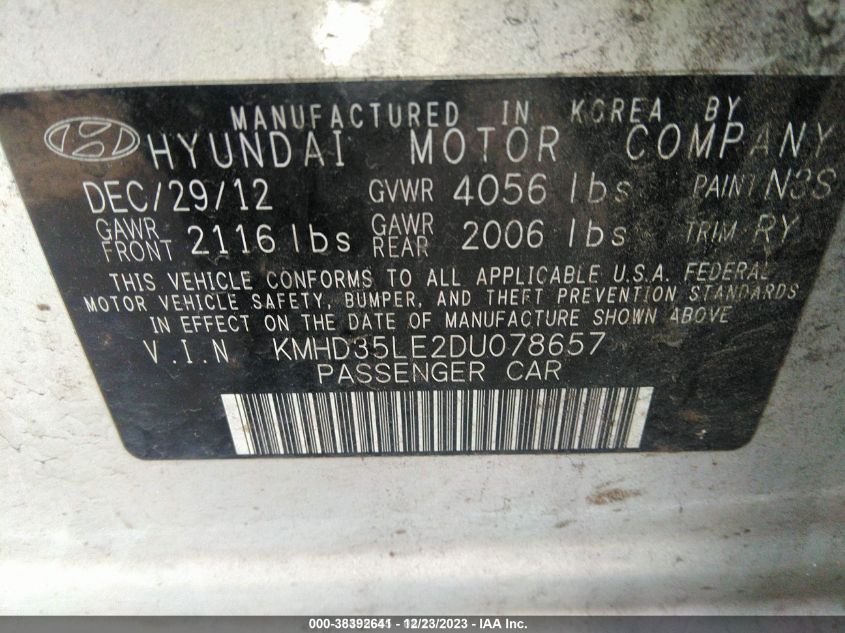 MANUFACTURED IN KOREA BY
HYUNDAI MOTOR COMPANY
DEC/29/12 GVWR 4056 lbs PAINT N3S
GAWR FRONT 2116 lbs GAWR REAR 2006 lbs TRIM RY
THIS VEHICLE CONFORMS TO ALL APPLICABLE U.S.A. FEDERAL
MOTOR VEHICLE SAFETY, BUMPER, AND THEFT PREVENTION STANDARDS
IN EFFECT ON THE DATE OF MANUFACTURE SHOWN ABOVE
V.I.N KMHD35LE2DU078657
PASSENGER CAR
000-38392641 - 12/23/2023 - IAA Inc.